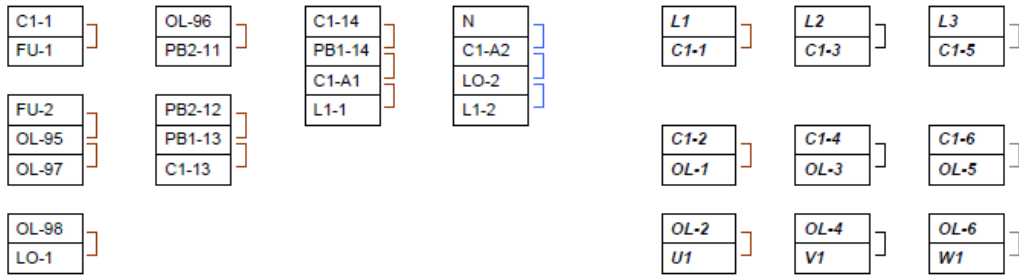 C1-1
FU-1
FU-2
OL-95
OL-97
OL-98
LO-1
OL-96
PB2-11
PB2-12
PB1-13
C1-13
C1-14
PB1-14
C1-A1
L1-1
N
C1-A2
LO-2
L1-2
L1
C1-1
C1-2
OL-1
OL-2
U1
L2
C1-3
C1-4
OL-3
OL-4
V1
L3
C1-5
C1-6
OL-5
OL-6
W1